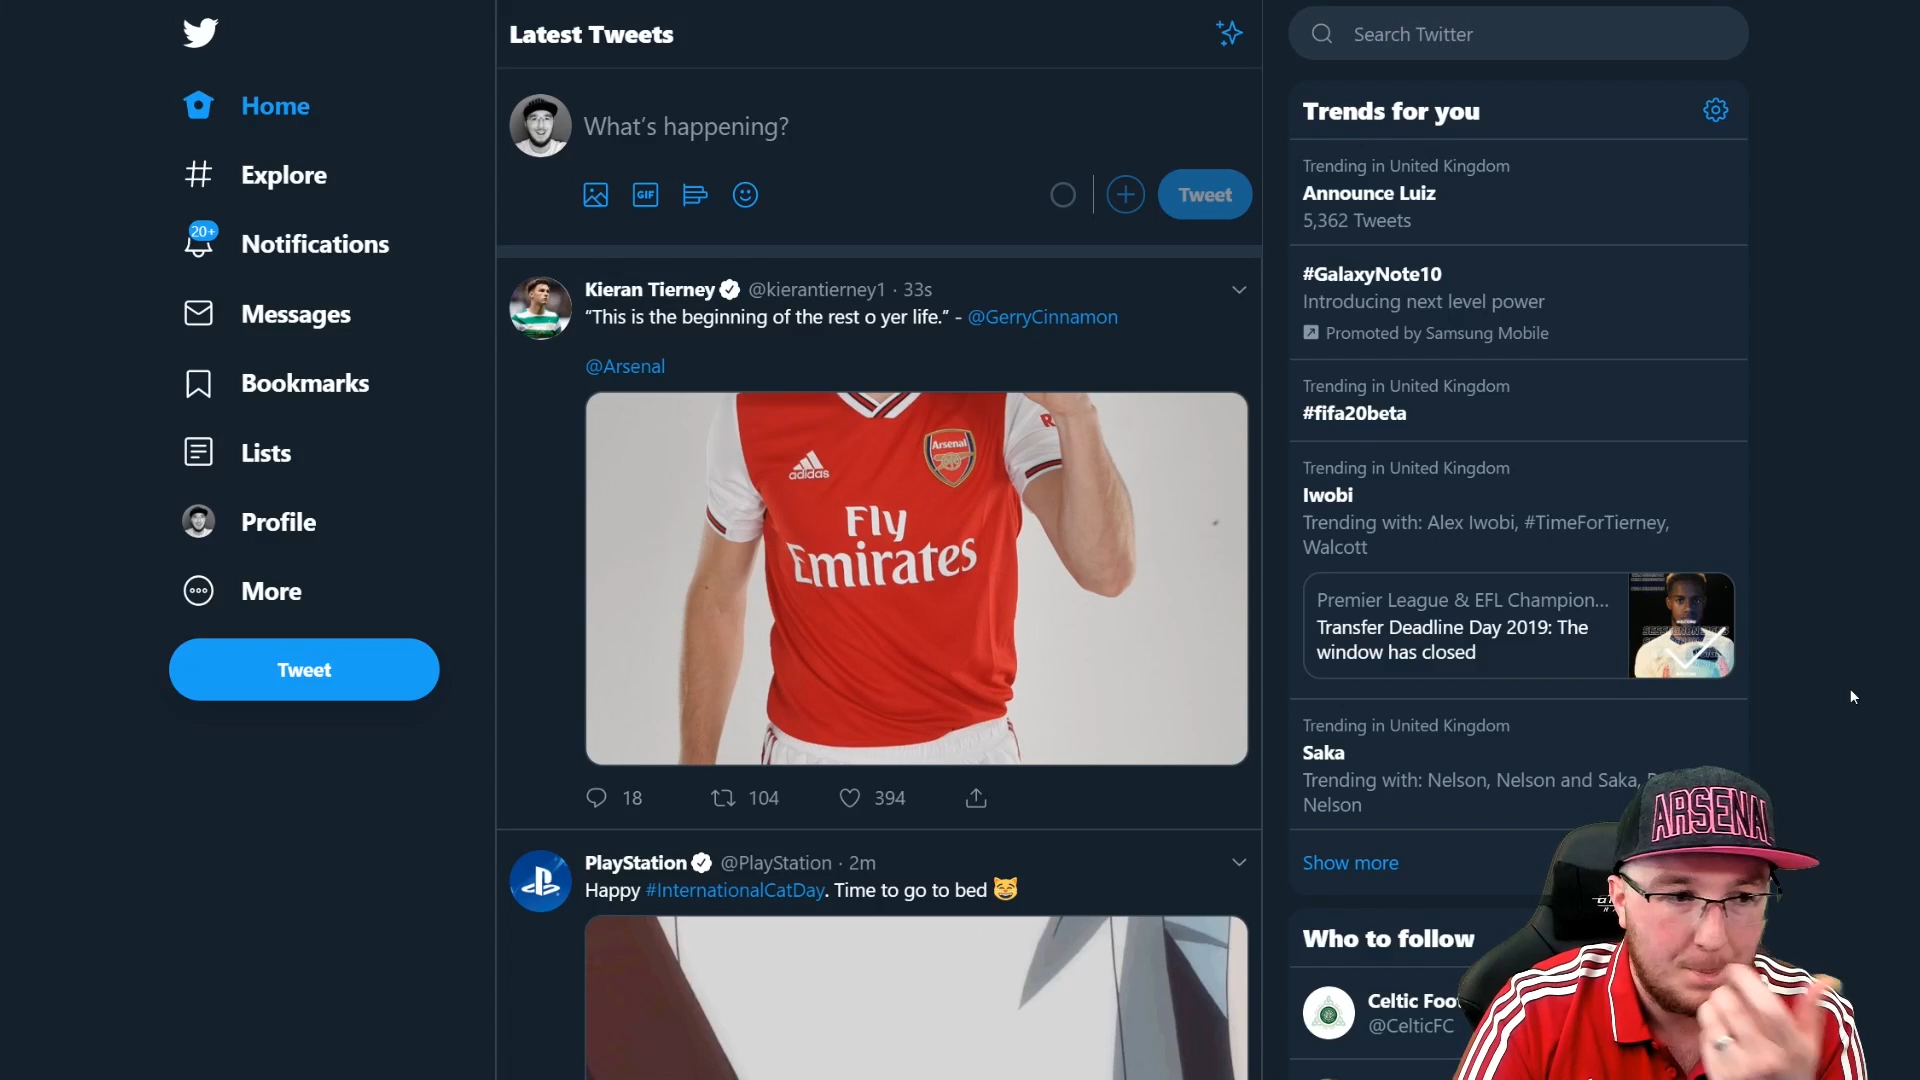 Home
Explore
20+
Notifications
Messages
Bookmarks
Lists
Profile
More
Tweet
Latest Tweets
What's happening?
GIF
Tweet
Kieran Tierney @kierantierney1 · 33s
“This is the beginning of the rest o yer life.” - @GerryCinnamon
@Arsenal
adidas
Arsenal
Fly
Emirates
18
104
394
PlayStation @PlayStation · 2m
Happy #InternationalCatDay. Time to go to bed
Search Twitter
Trends for you
Trending in United Kingdom
Announce Luiz
5,362 Tweets
#GalaxyNote10
Introducing next level power
Promoted by Samsung Mobile
Trending in United Kingdom
#fifa20beta
Trending in United Kingdom
Iwobi
Trending with: Alex Iwobi, #TimeForTierney,
Walcott
Premier League & EFL Champion...
Transfer Deadline Day 2019: The
window has closed
Trending in United Kingdom
Saka
Trending with: Nelson, Nelson and Saka,
Nelson
Show more
ARSENAL
Who to follow
Celtic Foo
@CelticFC